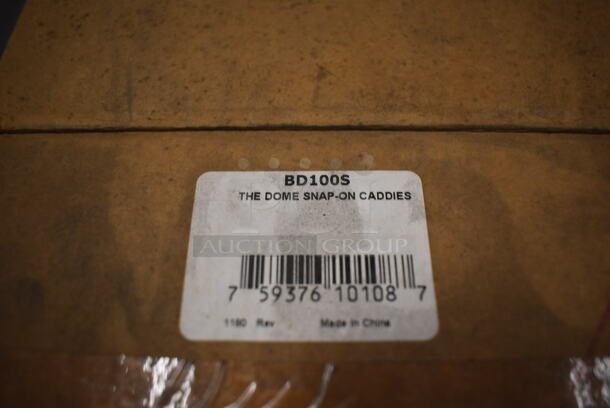 BD100S
THE DOME SNAP-ON CADDIES
AUCTION GROUP
7 59376 10108 7
1180 Rev Made in China